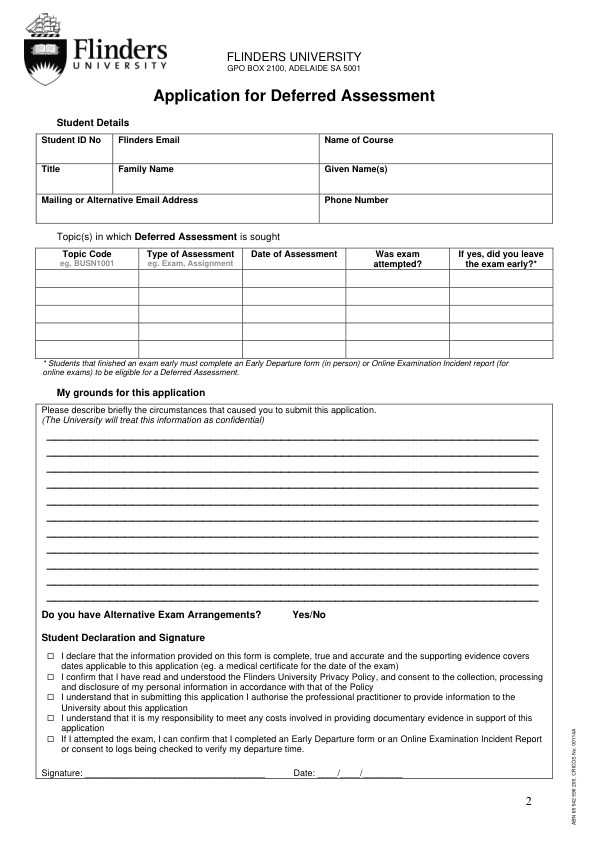 Flinders
UNIVERSITY
FLINDERS UNIVERSITY
GPO BOX 2100, ADELAIDE SA 5001
Application for Deferred Assessment
Student Details
Student ID No Flinders Email Name of Course
Title Family Name Given Name(s)
Mailing or Alternative Email Address Phone Number
Topic(s) in which Deferred Assessment is sought
Topic Code Type of Assessment Date of Assessment Was exam If yes, did you leave
eg, BUSN1001 eg. Exam, Assignment attempted? the exam early?*
* Students that finished an exam early must complete an Early Departure form (in person) or Online Examination Incident report (for
online exams) to be eligible for a Deferred Assessment.
My grounds for this application
Please describe briefly the circumstances that caused you to submit this application.
(The University will treat this information as confidential)
Do you have Alternative Exam Arrangements? Yes/No
Student Declaration and Signature
☐ I declare that the information provided on this form is complete, true and accurate and the supporting evidence covers
dates applicable to this application (eg. a medical certificate for the date of the exam)
☐ I confirm that I have read and understood the Flinders University Privacy Policy, and consent to the collection, processing
and disclosure of my personal information in accordance with that of the Policy
☐ I understand that in submitting this application I authorise the professional practitioner to provide information to the
University about this application
☐ I understand that it is my responsibility to meet any costs involved in providing documentary evidence in support of this
application
☐ If I attempted the exam, I can confirm that I completed an Early Departure form or an Online Examination Incident Report
or consent to logs being checked to verify my departure time.
Signature: ____________________________________ Date: ____/____/________
2
ABN 65 542 596 200, CRICOS No. 00114A